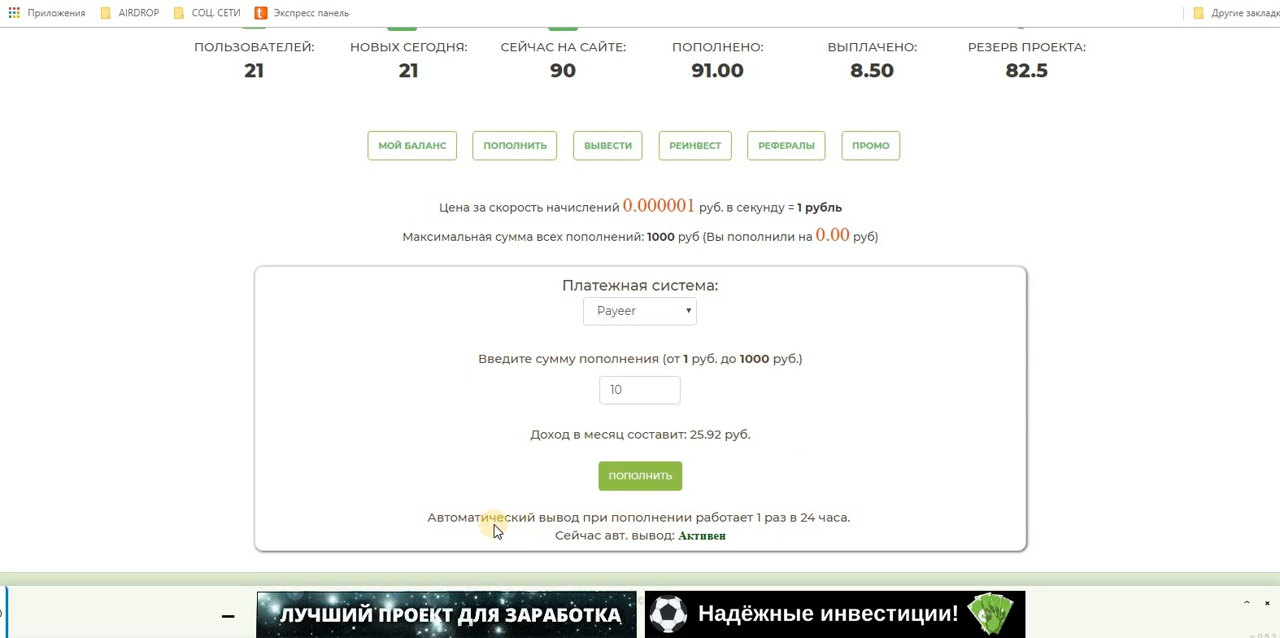 Приложения AIRDROP СОЦ. СЕТИ Экспресс панель Другие заклад
ПОЛЬЗОВАТЕЛЕЙ: НОВЫХ СЕГОДНЯ: СЕЙЧАС НА САЙТЕ: ПОПОЛНЕНО: ВЫПЛАЧЕНО: РЕЗЕРВ ПРОЕКТА:
21 21 90 91.00 8.50 82.5
МОЙ БАЛАНС ПОПОЛНИТЬ ВЫВЕСТИ РЕИНВЕСТ РЕФЕРАЛЫ ПРОМО
Цена за скорость начислений 0.000001 руб. в секунду = 1 рубль
Максимальная сумма всех пополнений: 1000 руб (Вы пополнили на 0.00 руб)
Платежная система:
Payeer
Введите сумму пополнения (от 1 руб. до 1000 руб.)
10
Доход в месяц составит: 25.92 руб.
ПОПОЛНИТЬ
Автоматический вывод при пополнении работает 1 раз в 24 часа.
Сейчас авт. вывод: Активен
ЛУЧШИЙ ПРОЕКТ ДЛЯ ЗАРАБОТКА Надёжные инвестиции!